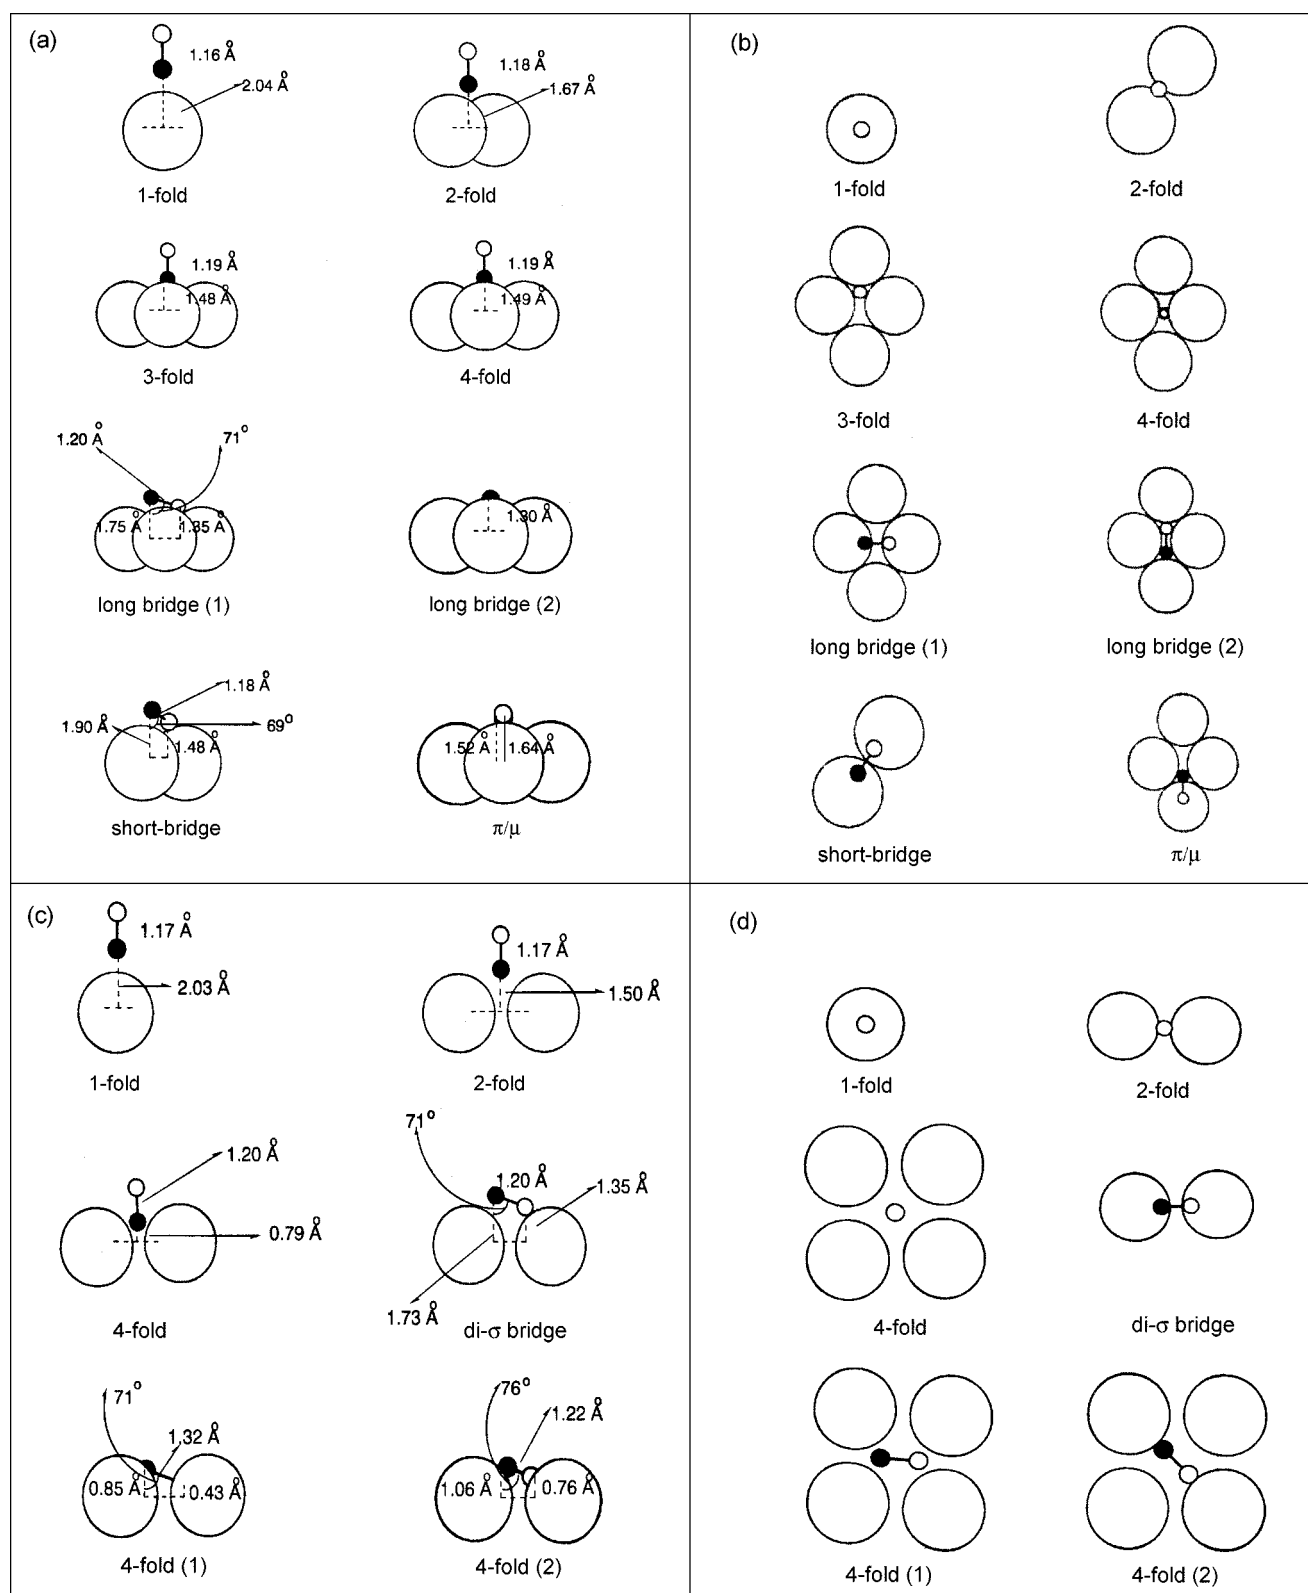 (a)
1.16 Å
2.04 Å
1-fold
1.18 Å
1.67 Å
2-fold
1.19 Å
1.48 Å
3-fold
1.19 Å
1.49 Å
4-fold
1.20 Å
71°
1.75 Å
1.35 Å
long bridge (1)
1.30 Å
long bridge (2)
1.18 Å
1.90 Å
69°
1.48 Å
short-bridge
1.52 Å
1.64 Å
π/μ
(b)
1-fold
2-fold
3-fold
4-fold
long bridge (1)
long bridge (2)
short-bridge
π/μ
(c)
1.17 Å
2.03 Å
1-fold
1.17 Å
1.50 Å
2-fold
1.20 Å
0.79 Å
4-fold
71°
1.20 Å
1.35 Å
1.73 Å
di-σ bridge
71°
1.32 Å
0.85 Å
0.43 Å
4-fold (1)
76°
1.22 Å
1.06 Å
0.76 Å
4-fold (2)
(d)
1-fold
2-fold
4-fold
di-σ bridge
4-fold (1)
4-fold (2)